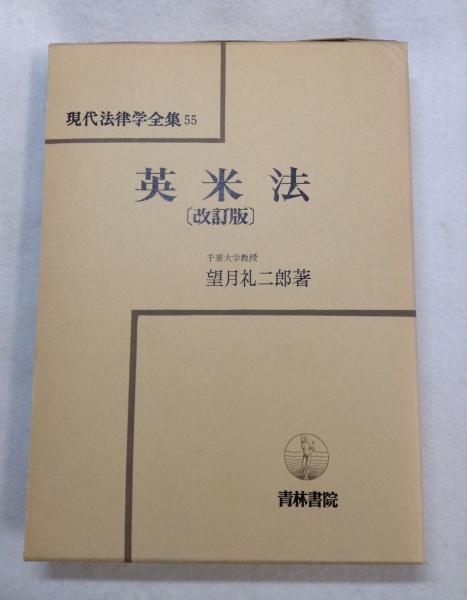 現代法律学全集55
英米法
〔改訂版〕
千葉大学教授
望月礼二郎著
青林書院